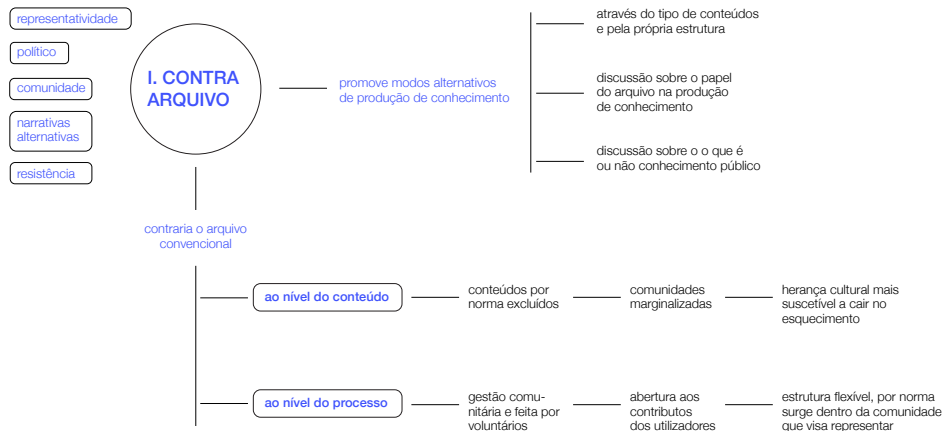 representatividade
político
comunidade
narrativas
alternativas
resistência
I. CONTRA
ARQUIVO
promove modos alternativos
de produção de conhecimento
através do tipo de conteúdos
e pela própria estrutura
discussão sobre o papel
do arquivo na produção
de conhecimento
discussão sobre o o que é
ou não conhecimento público
contraria o arquivo
convencional
ao nível do conteúdo
conteúdos por
norma excluídos
comunidades
marginalizadas
herança cultural mais
suscetível a cair no
esquecimento
ao nível do processo
gestão comu-
nitária e feita por
voluntários
abertura aos
contributos
dos utilizadores
estrutura flexível, por norma
surge dentro da comunidade
que visa representar